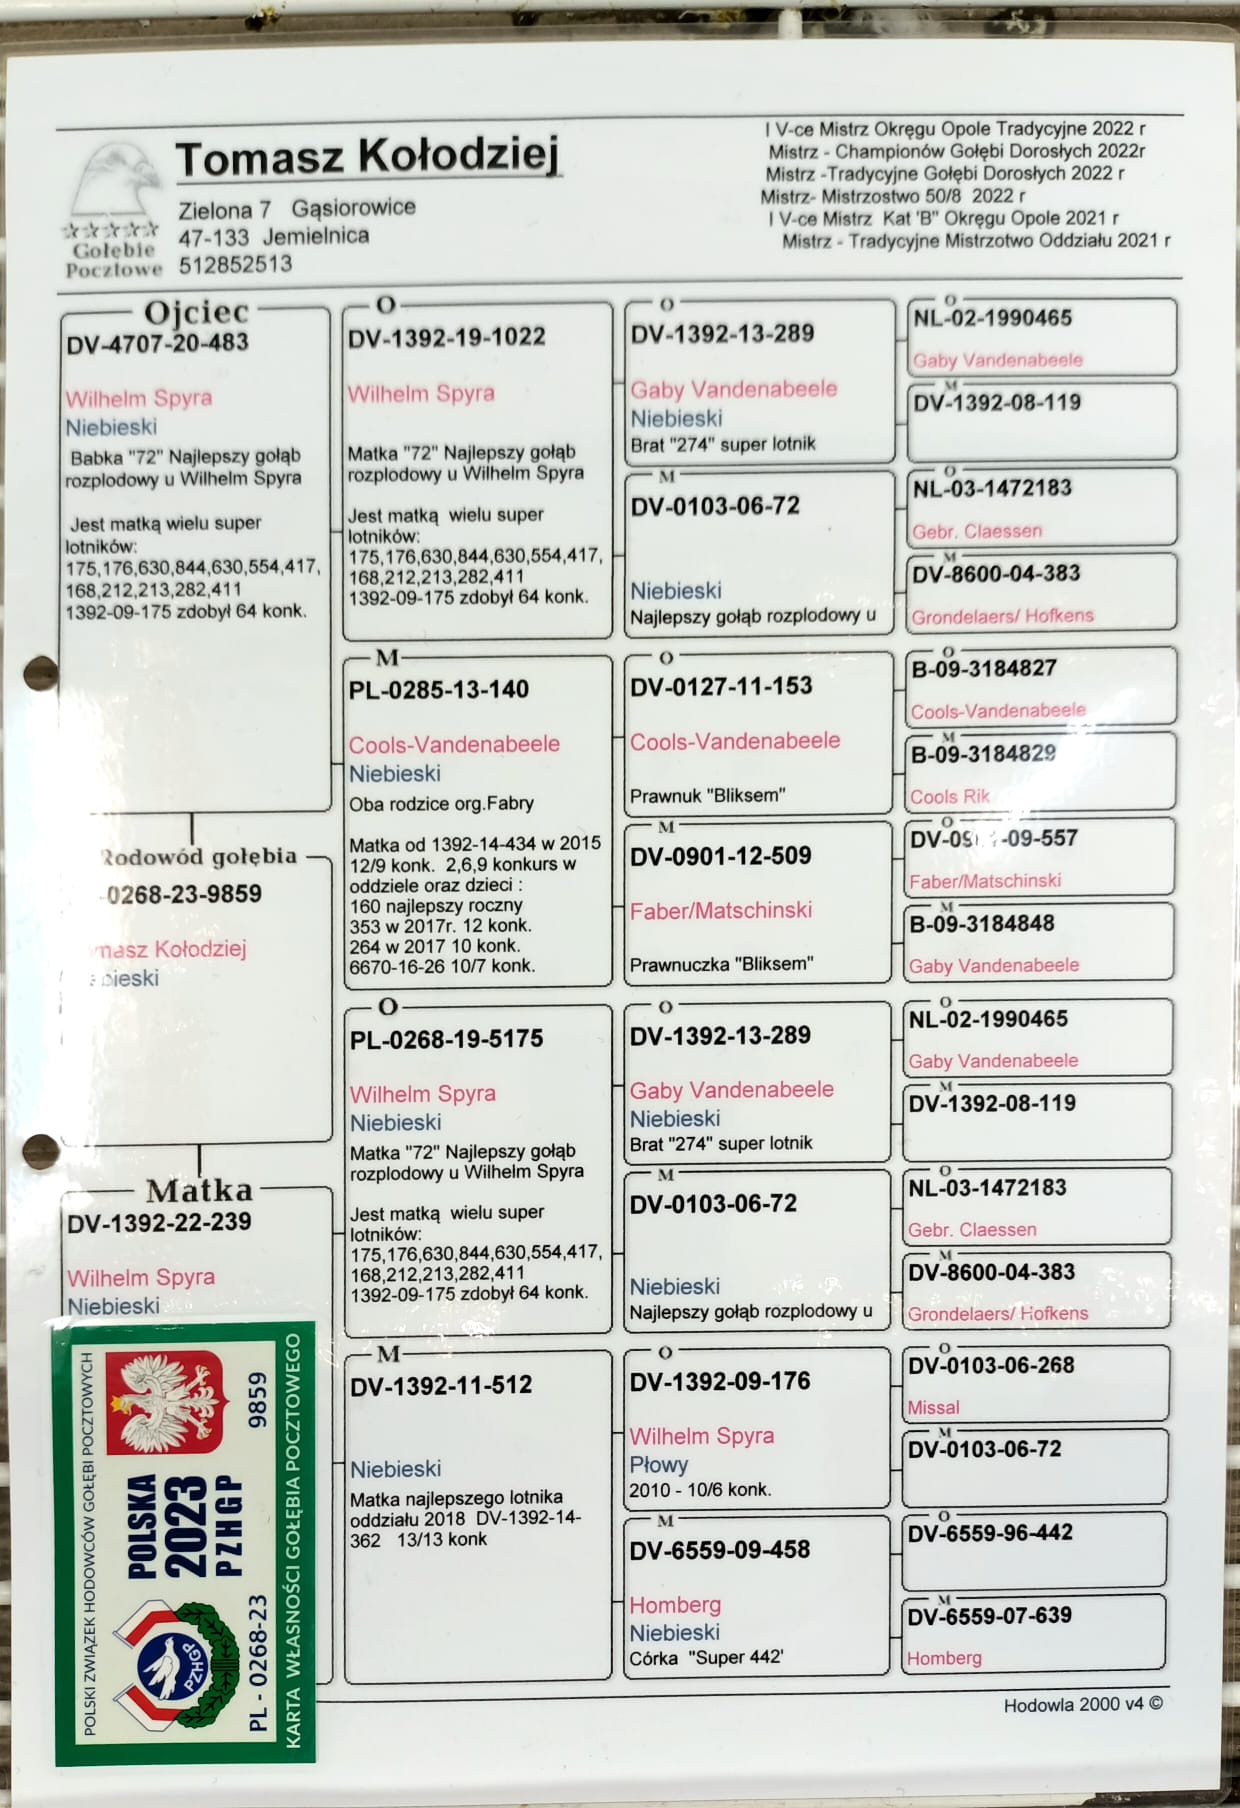 Tomasz Kołodziej
Zielona 7 Gąsiorowice
47-133 Jemielnica
512852513
Gołębie
Pocztowe
I V-ce Mistrz Okręgu Opole Tradycyjne 2022 r
Mistrz - Championów Gołębi Dorosłych 2022r
Mistrz -Tradycyjne Gołębi Dorosłych 2022 r
Mistrz- Mistrzostwo 50/8 2022 r
I V-ce Mistrz Kat 'B" Okręgu Opole 2021 r
Mistrz - Tradycyjne Mistrzotwo Oddziału 2021 r
Ojciec
DV-4707-20-483
Wilhelm Spyra
Niebieski
Babka "72" Najlepszy gołąb
rozplodowy u Wilhelm Spyra
Jest matką wielu super
lotników:
175,176,630,844,630,554,417,
168,212,213,282,411
1392-09-175 zdobył 64 konk.
Rodowód gołębia
-0268-23-9859
masz Kołodziej
bieski
Matka
DV-1392-22-239
Wilhelm Spyra
Niebieski
O
DV-1392-19-1022
Wilhelm Spyra
Matka "72" Najlepszy gołąb
rozplodowy u Wilhelm Spyra
Jest matką wielu super
lotników:
175,176,630,844,630,554,417,
168,212,213,282,411
1392-09-175 zdobył 64 konk.
M
PL-0285-13-140
Cools-Vandenabeele
Niebieski
Oba rodzice org.Fabry
Matka od 1392-14-434 w 2015
12/9 konk. 2,6,9 konkurs w
oddziele oraz dzieci :
160 najlepszy roczny
353 w 2017r. 12 konk.
264 w 2017 10 konk.
6670-16-26 10/7 konk.
O
PL-0268-19-5175
Wilhelm Spyra
Niebieski
Matka "72" Najlepszy gołąb
rozplodowy u Wilhelm Spyra
Jest matką wielu super
lotników:
175,176,630,844,630,554,417,
168,212,213,282,411
1392-09-175 zdobył 64 konk.
M
DV-1392-11-512
Niebieski
Matka najlepszego lotnika
oddziału 2018 DV-1392-14-
362 13/13 konk
O
DV-1392-13-289
Gaby Vandenabeele
Niebieski
Brat "274" super lotnik
M
DV-0103-06-72
Niebieski
Najlepszy gołąb rozplodowy u
O
DV-0127-11-153
Cools-Vandenabeele
Prawnuk "Bliksem"
M
DV-0901-12-509
Faber/Matschinski
Prawnuczka "Bliksem"
O
DV-1392-13-289
Gaby Vandenabeele
Niebieski
Brat "274" super lotnik
M
DV-0103-06-72
Niebieski
Najlepszy gołąb rozplodowy u
O
DV-1392-09-176
Wilhelm Spyra
Płowy
2010 - 10/6 konk.
M
DV-6559-09-458
Homberg
Niebieski
Córka "Super 442'
O
NL-02-1990465
Gaby Vandenabeele
M
DV-1392-08-119
O
NL-03-1472183
Gebr. Claessen
M
DV-8600-04-383
Grondelaers/ Hofkens
O
B-09-3184827
Cools-Vandenabeele
M
B-09-3184829
Cools Rik
O
-09-557
Faber/Matschinski
M
B-09-3184848
Gaby Vandenabeele
O
NL-02-1990465
Gaby Vandenabeele
M
DV-1392-08-119
O
NL-03-1472183
Gebr. Claessen
M
DV-8600-04-383
Grondelaers/ Hofkens
O
DV-0103-06-268
Missal
M
DV-0103-06-72
O
DV-6559-96-442
M
DV-6559-07-639
Homberg
Hodowla 2000 v4 ©
POLSKI ZWIĄZEK HODOWCÓW GOŁĘBI POCZTOWYCH
POLSKA
2023
PZHGP
9859
PL - 0268-23
PZHGP
KARTA WŁASNOŚCI GOŁĘBIA POCZTOWEGO